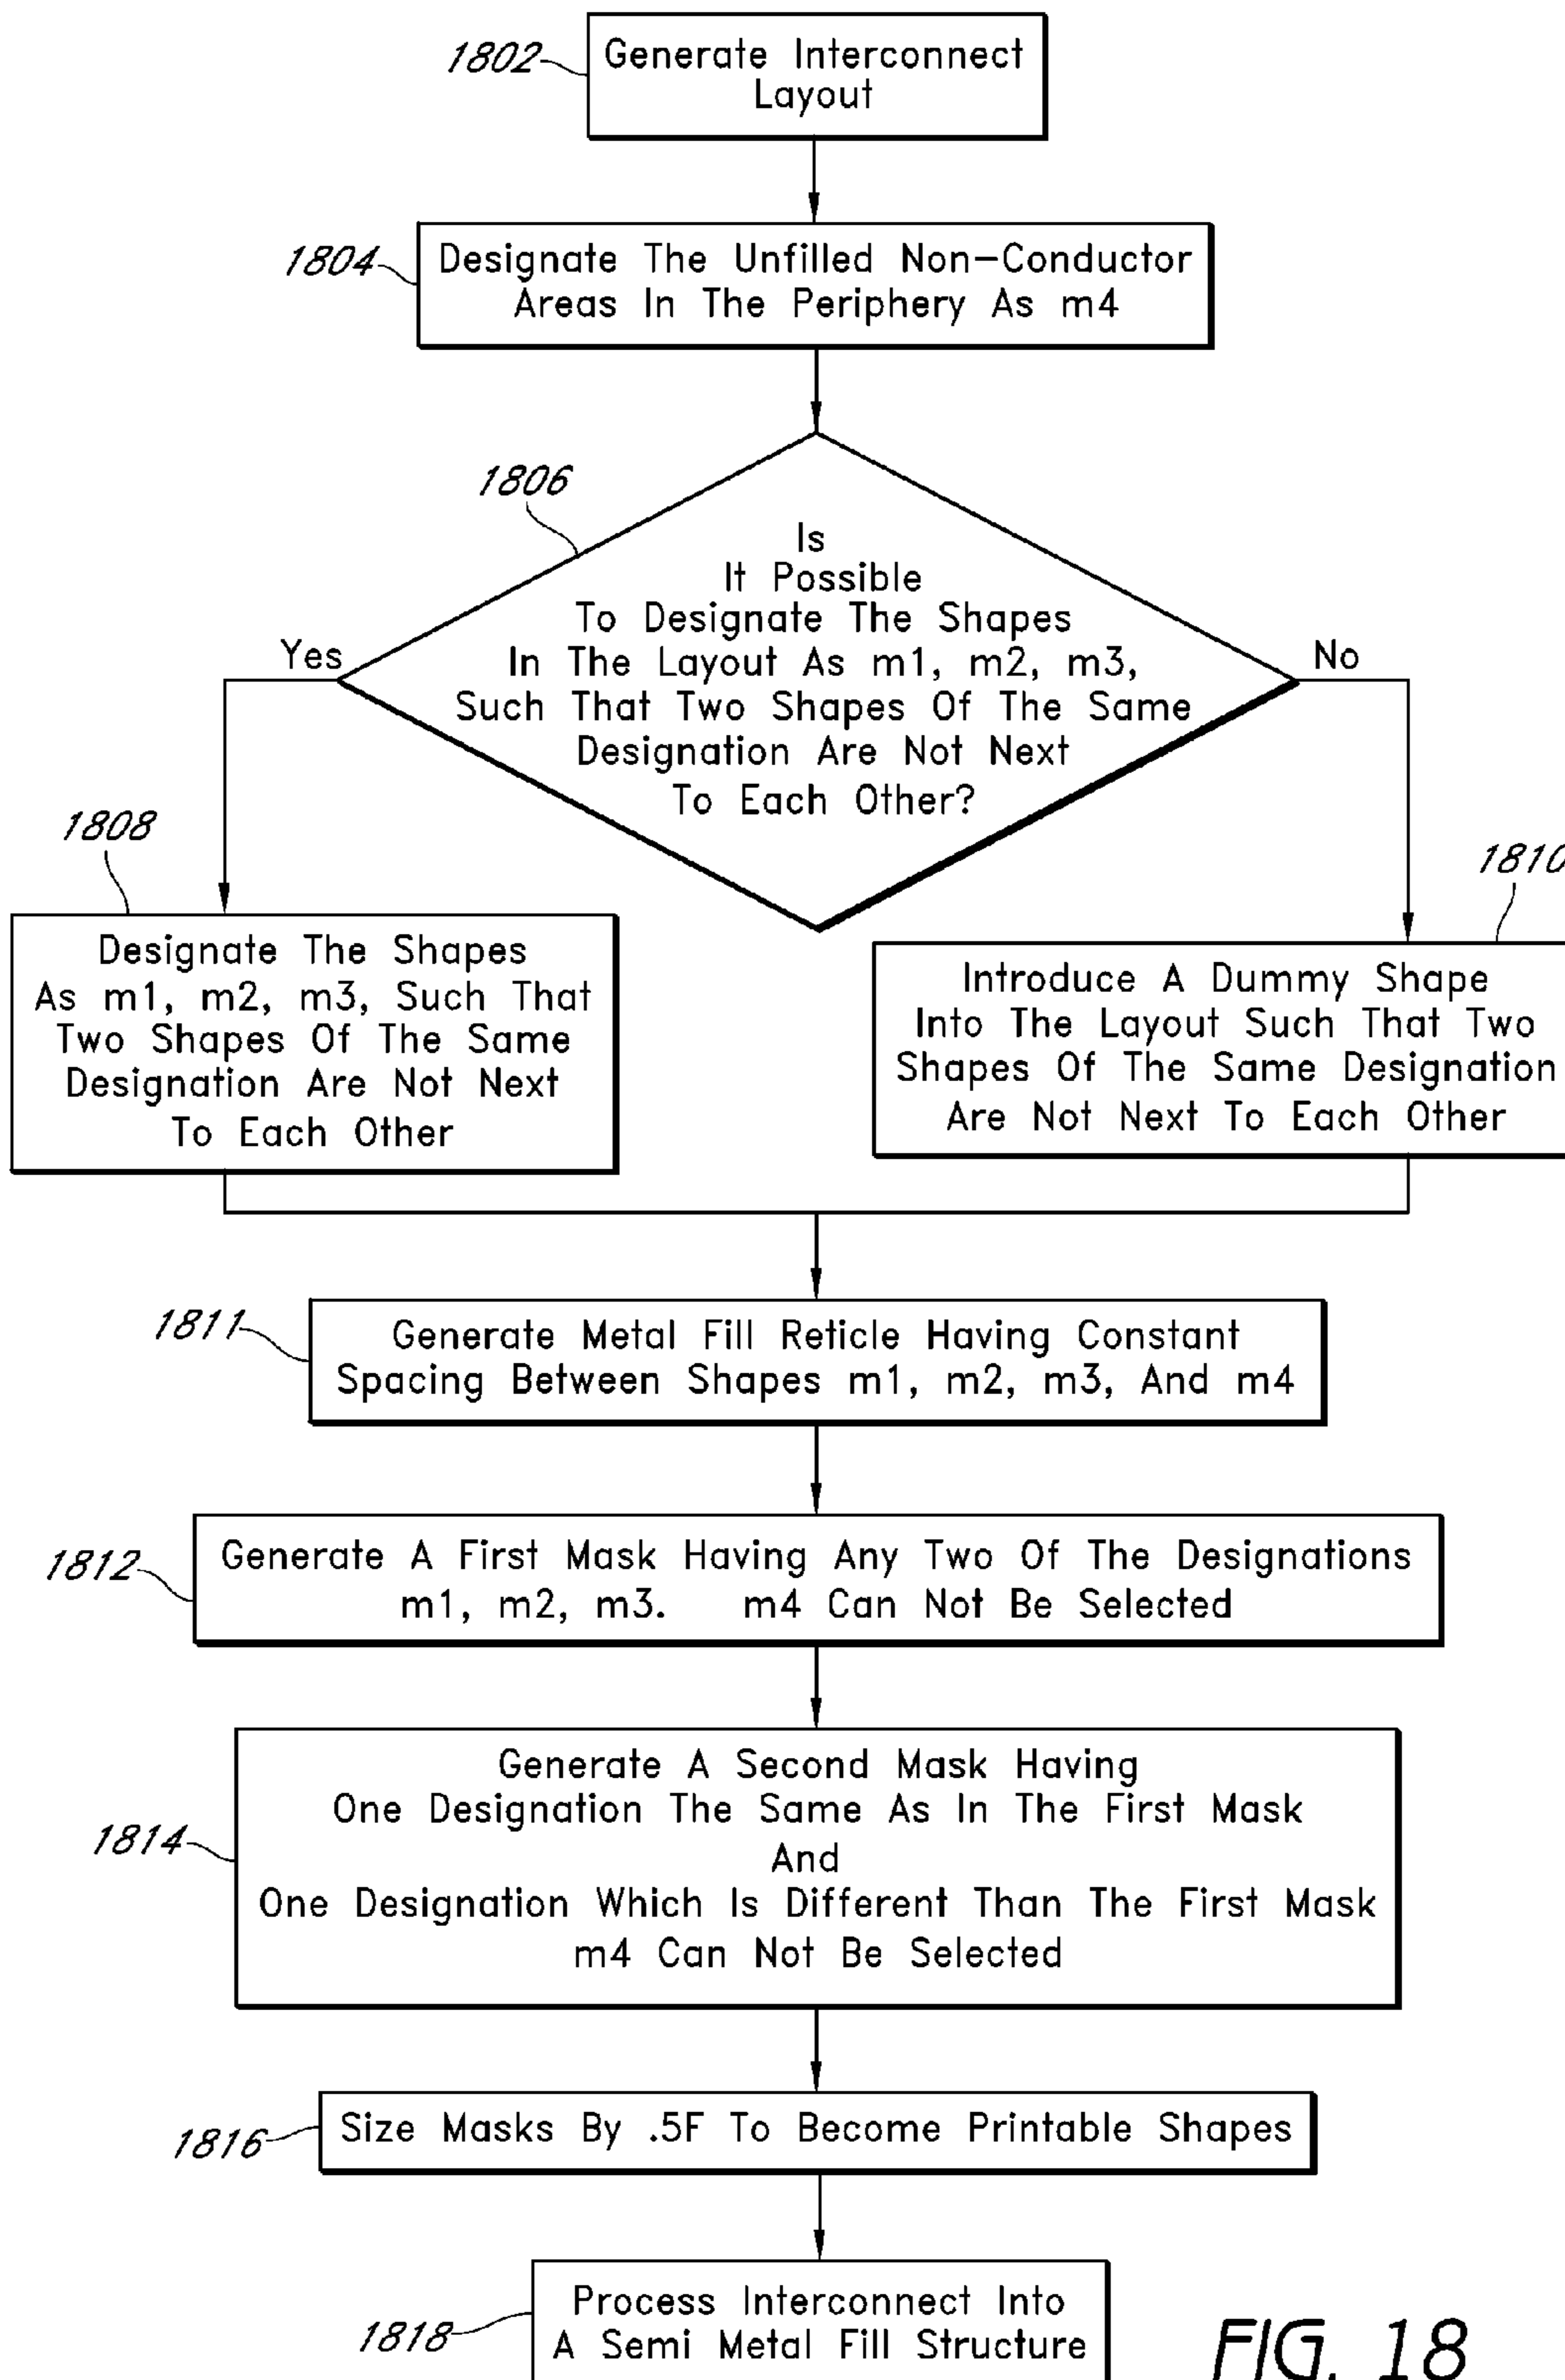 1802
Generate Interconnect
Layout
1804
Designate The Unfilled Non-Conductor
Areas In The Periphery As m4
1806
Is
It Possible
To Designate The Shapes
In The Layout As m1, m2, m3,
Such That Two Shapes Of The Same
Designation Are Not Next
To Each Other?
Yes
No
1808
Designate The Shapes
As m1, m2, m3, Such That
Two Shapes Of The Same
Designation Are Not Next
To Each Other
1810
Introduce A Dummy Shape
Into The Layout Such That Two
Shapes Of The Same Designation
Are Not Next To Each Other
1811
Generate Metal Fill Reticle Having Constant
Spacing Between Shapes m1, m2, m3, And m4
1812
Generate A First Mask Having Any Two Of The Designations
m1, m2, m3. m4 Can Not Be Selected
1814
Generate A Second Mask Having
One Designation The Same As In The First Mask
And
One Designation Which Is Different Than The First Mask
m4 Can Not Be Selected
1816
Size Masks By .5F To Become Printable Shapes
1818
Process Interconnect Into
A Semi Metal Fill Structure
FIG. 18